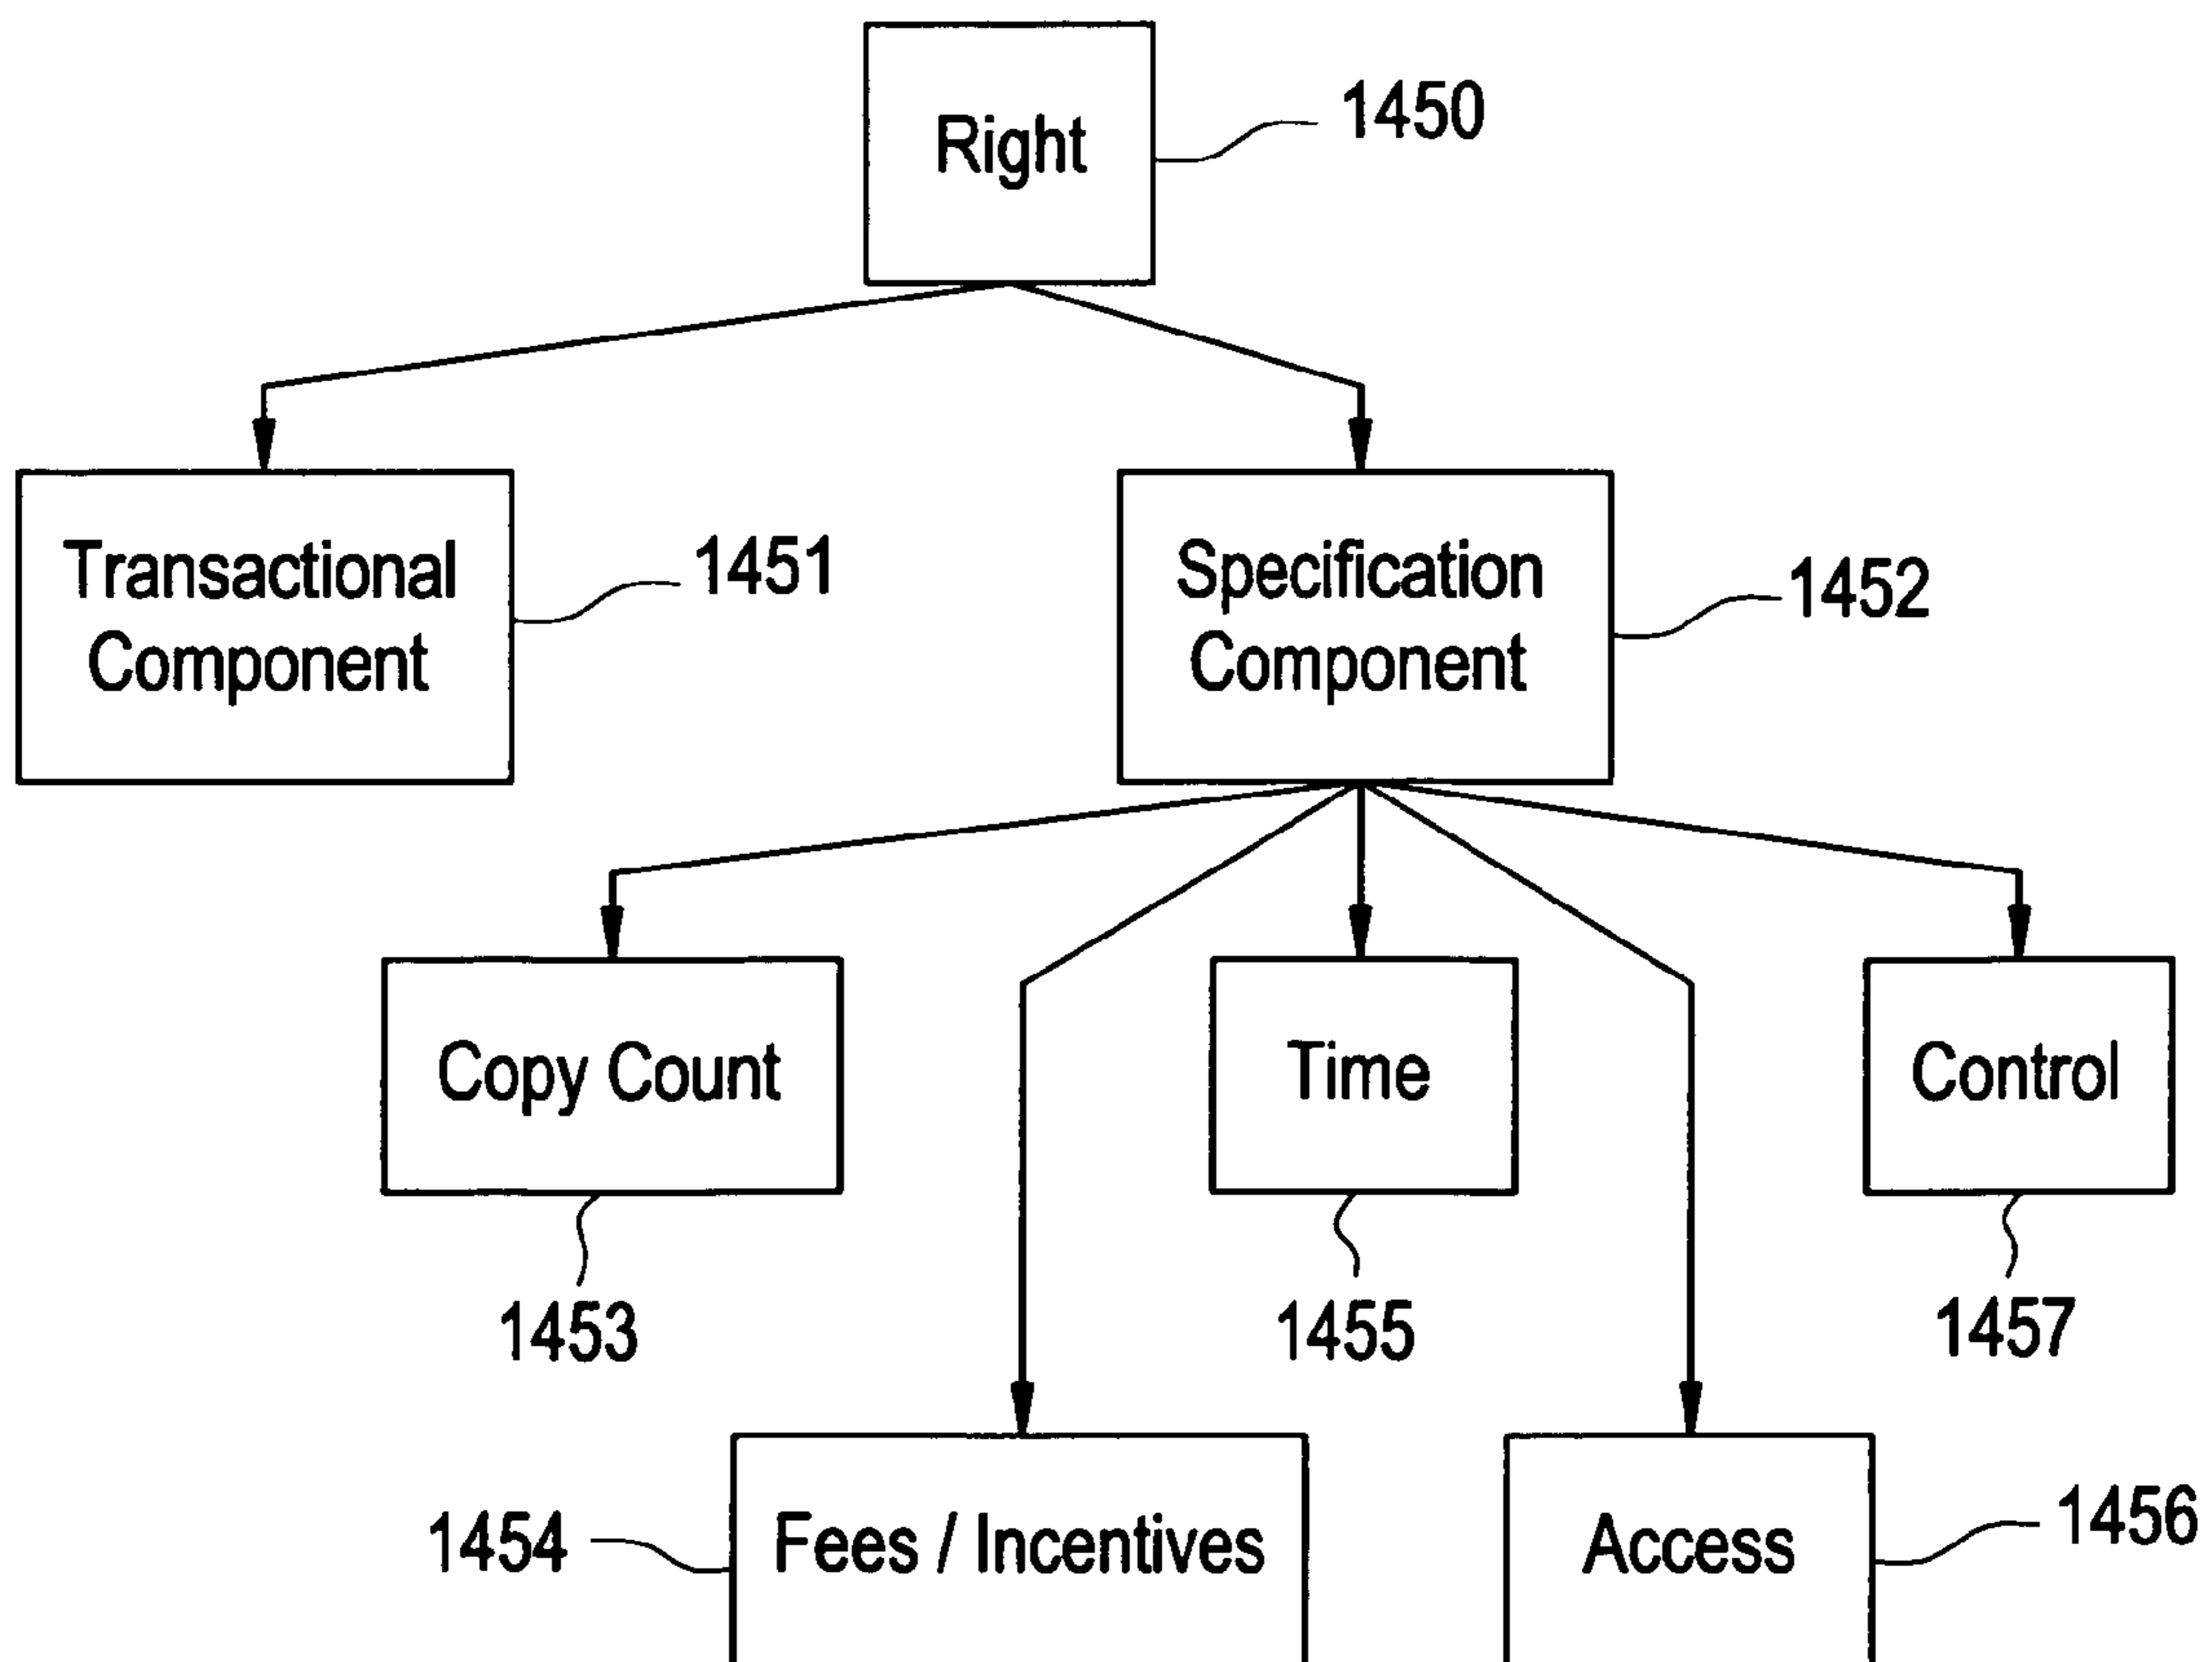 Right
1450
Transactional
Component
1451
Specification
Component
1452
Copy Count
Time
Control
1453
1455
1457
1454
Fees / Incentives
Access
1456